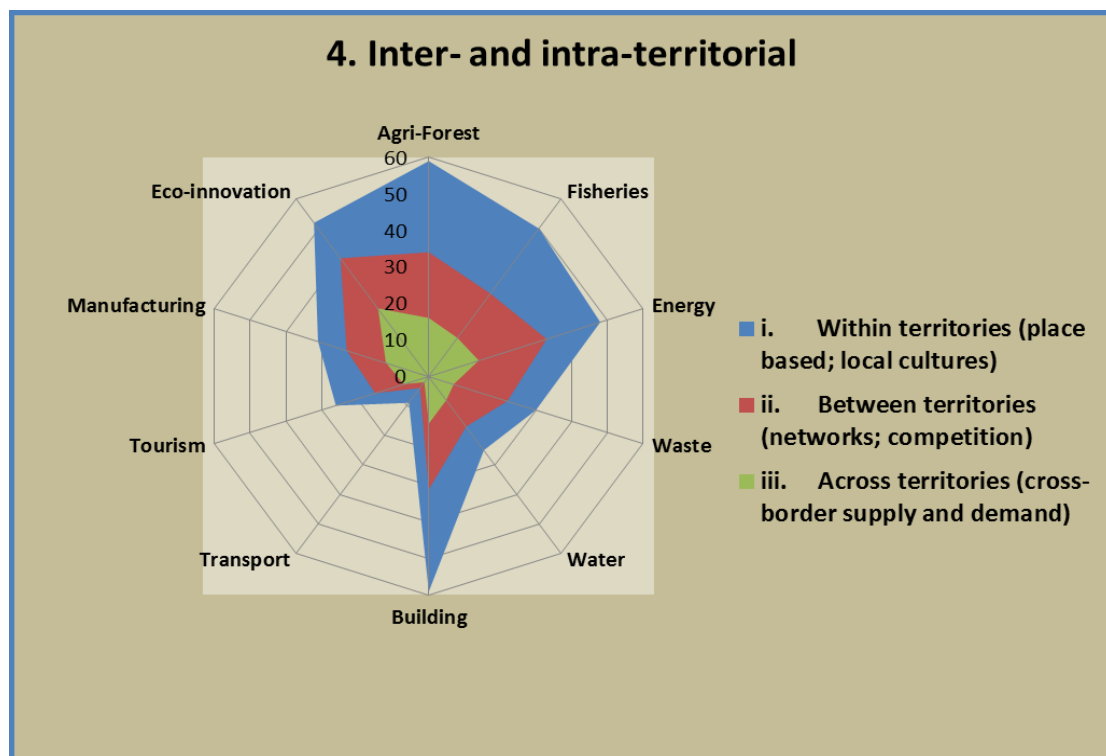 4. Inter- and intra-territorial
Agri-Forest
60
Eco-innovation
Fisheries
50
40
30
Manufacturing
Energy
20
10
0
Tourism
Waste
Transport
Water
Building
i. Within territories (place
based; local cultures)
ii. Between territories
(networks; competition)
iii. Across territories (cross-
border supply and demand)